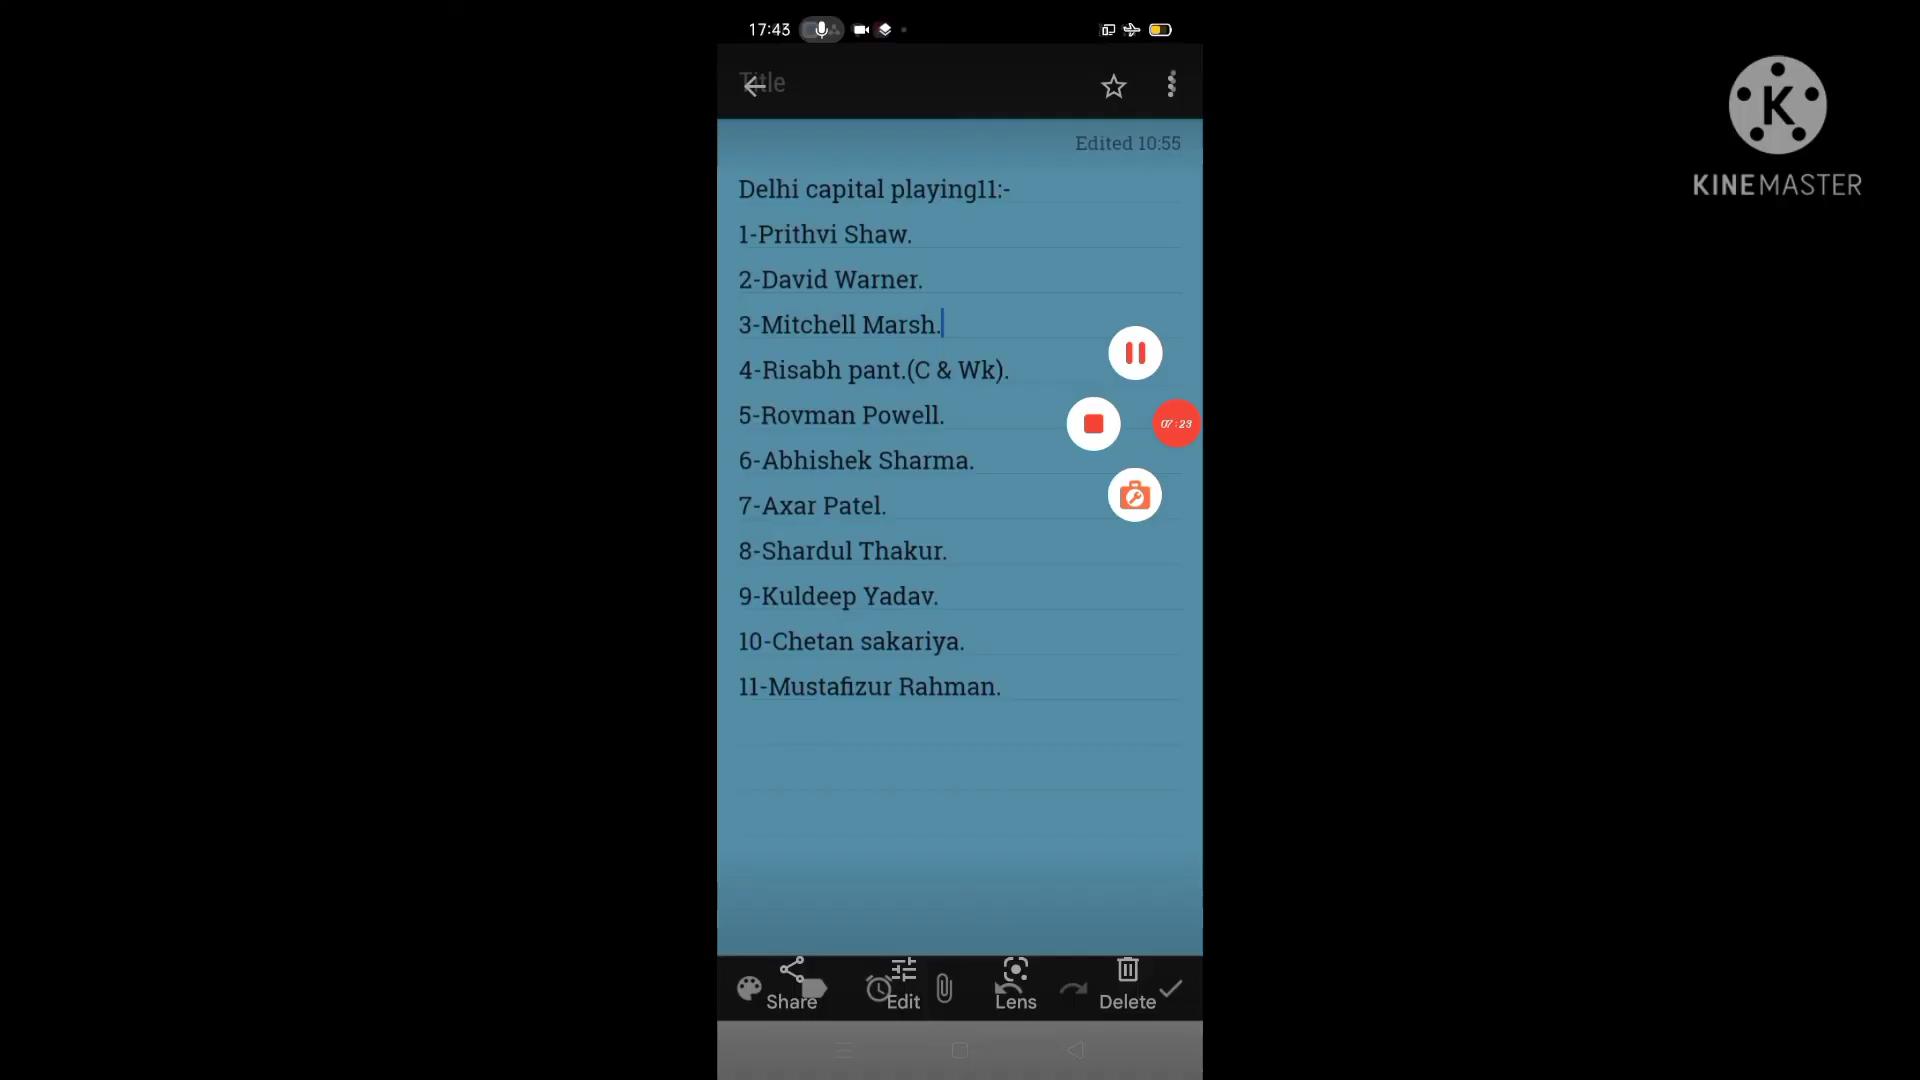 17:43
Title
Edited 10:55
Delhi capital playing11:-
1-Prithvi Shaw.
2-David Warner.
3-Mitchell Marsh.
4-Risabh pant.(C & Wk).
5-Rovman Powell.
6-Abhishek Sharma.
7-Axar Patel.
8-Shardul Thakur.
9-Kuldeep Yadav.
10-Chetan sakariya.
11-Mustafizur Rahman.
07:23
Share Edit Lens Delete
K
KINEMASTER